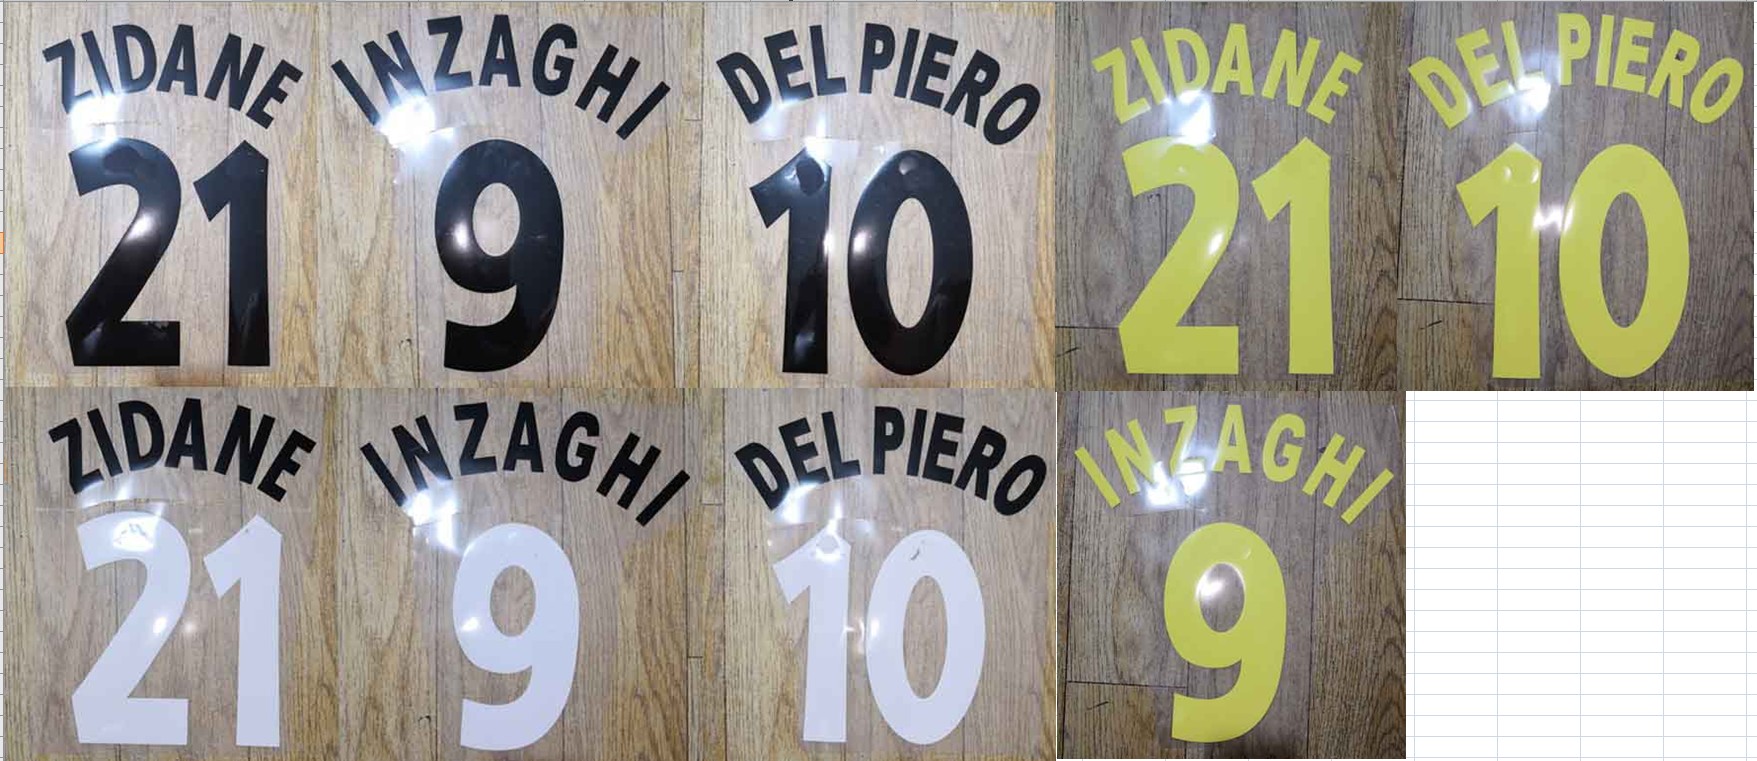 ZIDANE
21
INZAGHI
9
DEL PIERO
10
ZIDANE
21
DEL PIERO
10
ZIDANE
21
INZAGHI
9
DEL PIERO
10
INZAGHI
9